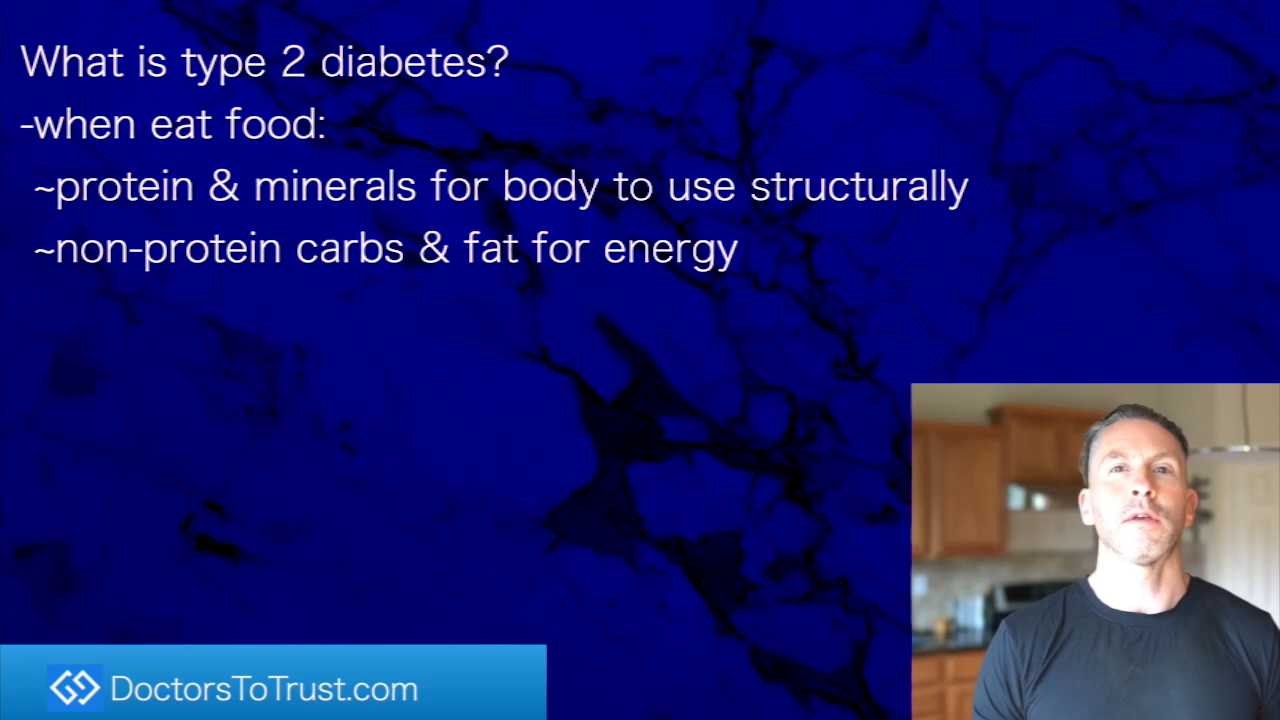 What is type 2 diabetes?
-when eat food:
~protein & minerals for body to use structurally
~non-protein carbs & fat for energy
DoctorsToTrust.com